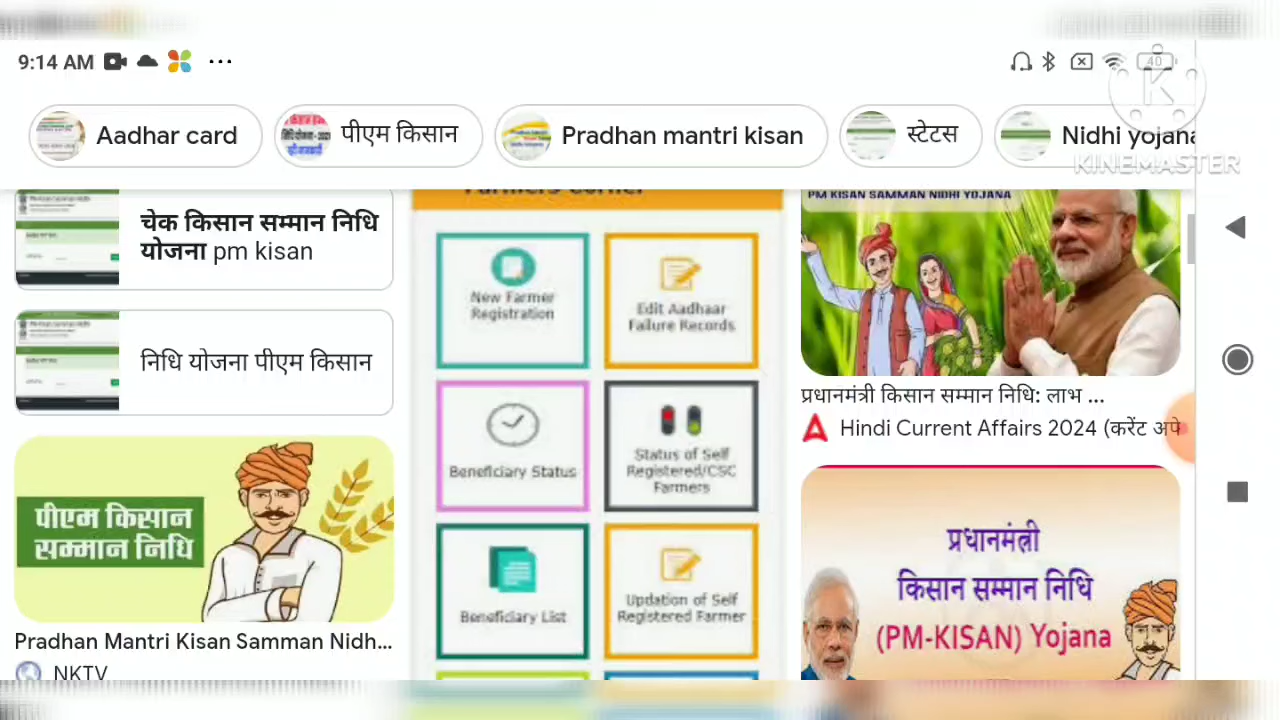 9:14 AM
40
Aadhar card
पीएम किसान
Pradhan mantri kisan
स्टेटस
Nidhi yojana
KINEMASTER
चेक किसान सम्मान निधि
योजना pm kisan
निधि योजना पीएम किसान
पीएम किसान
सम्मान निधि
Pradhan Mantri Kisan Samman Nidh...
NKTV
Farmers Corner
New Farmer
Registration
Edit Aadhaar
Failure Records
Beneficiary Status
Status of Self
Registered/CSC
Farmers
Beneficiary List
Updation of Self
Registered Farmer
PM KISAN SAMMAN NIDHI YOJANA
प्रधानमंत्री किसान सम्मान निधि: लाभ ...
Hindi Current Affairs 2024 (करेंट अफे
प्रधानमंत्री
किसान सम्मान निधि
(PM-KISAN) Yojana